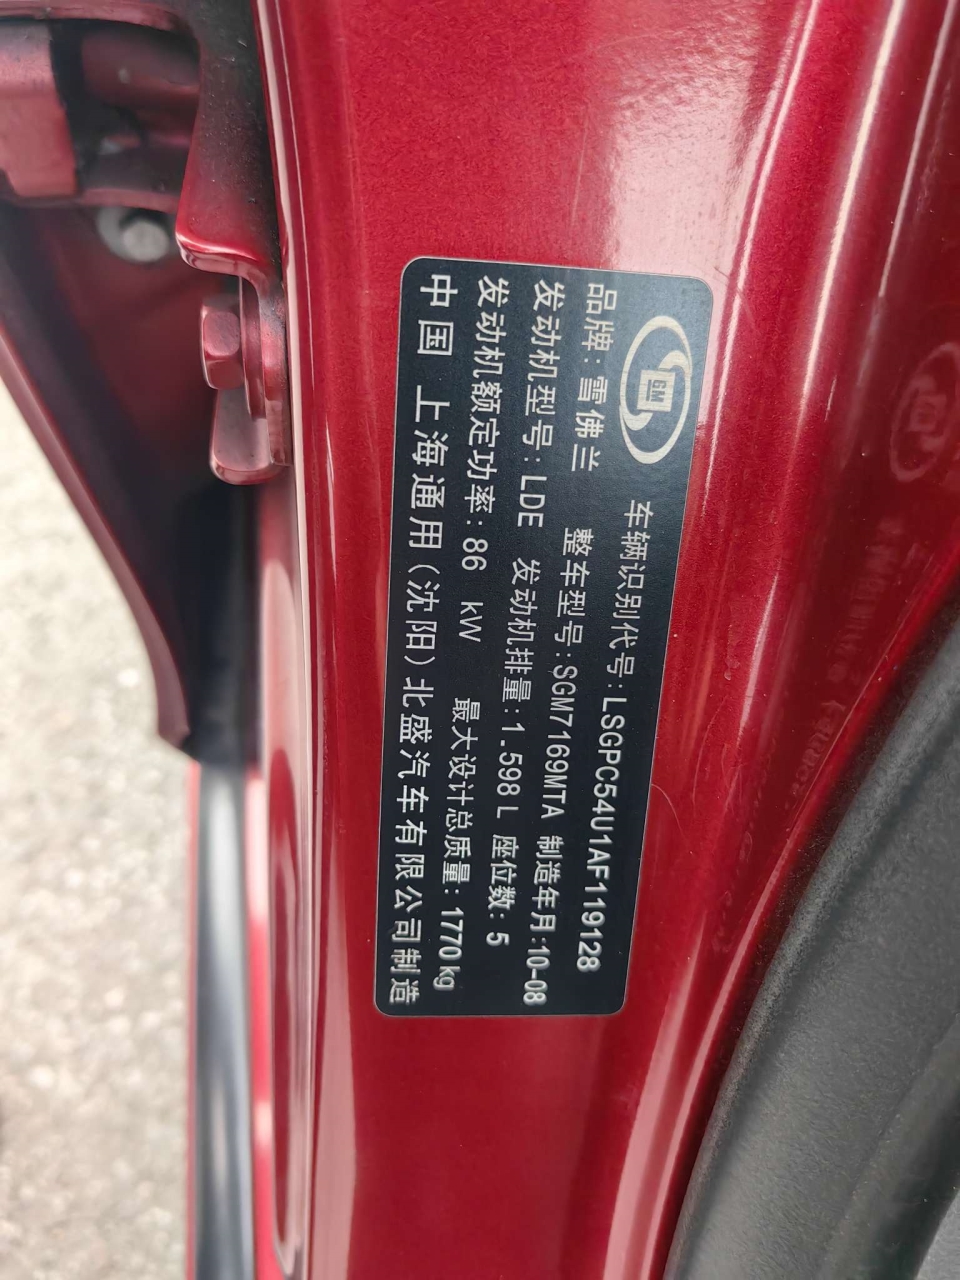 GM
车辆识别代号:LSGPC54U1AF119128
品牌:雪佛兰 整车型号:SGM7169MTA 制造年月:10-08
发动机型号:LDE 发动机排量:1.598L 座位数:5
发动机额定功率:86 kW 最大设计总质量:1770kg
中国 上海通用(沈阳)北盛汽车有限公司制造